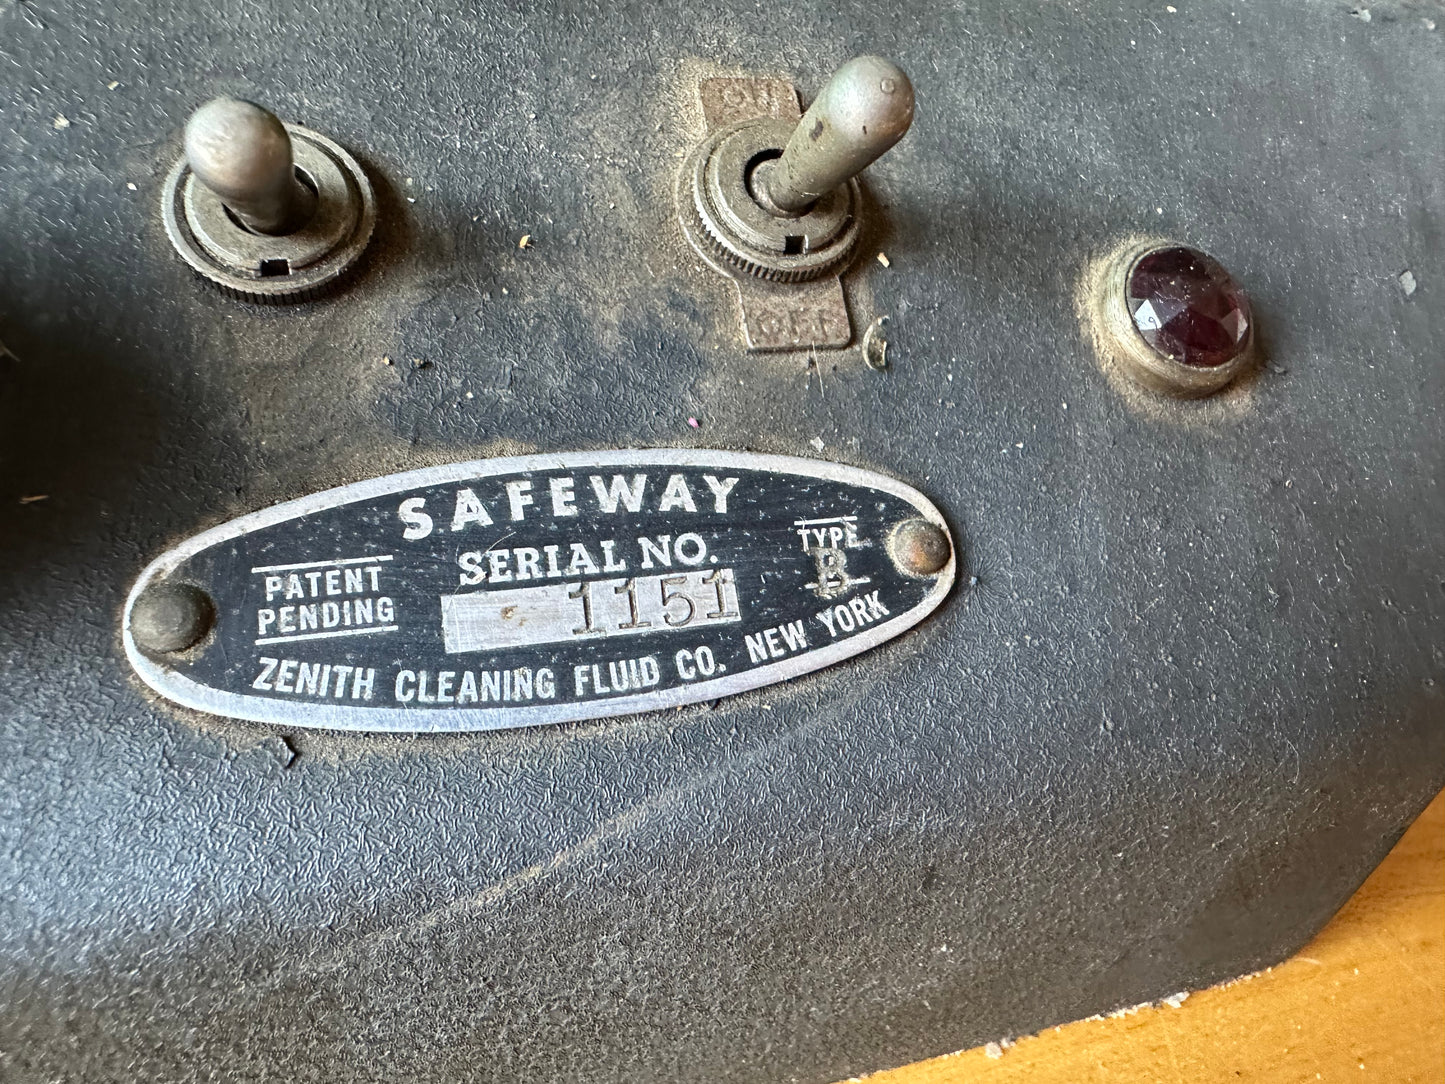 ON
OFF
SAFEWAY
SERIAL NO.
1151
PATENT
PENDING
TYPE
B
ZENITH CLEANING FLUID CO. NEW YORK